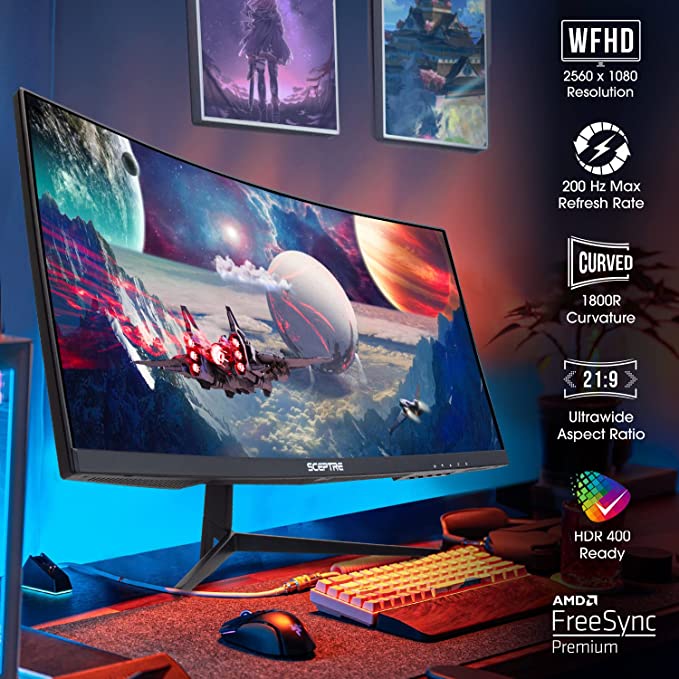 WFHD
2560 x 1080
Resolution
200 Hz Max
Refresh Rate
CURVED
1800R
Curvature
21:9
Ultrawide
Aspect Ratio
HDR 400
Ready
AMD
FreeSync
Premium
SCEPTRE